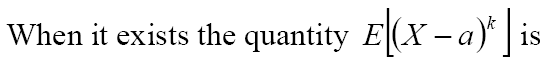 When it exists the quantity E⌊(X – a)^k⌋ is